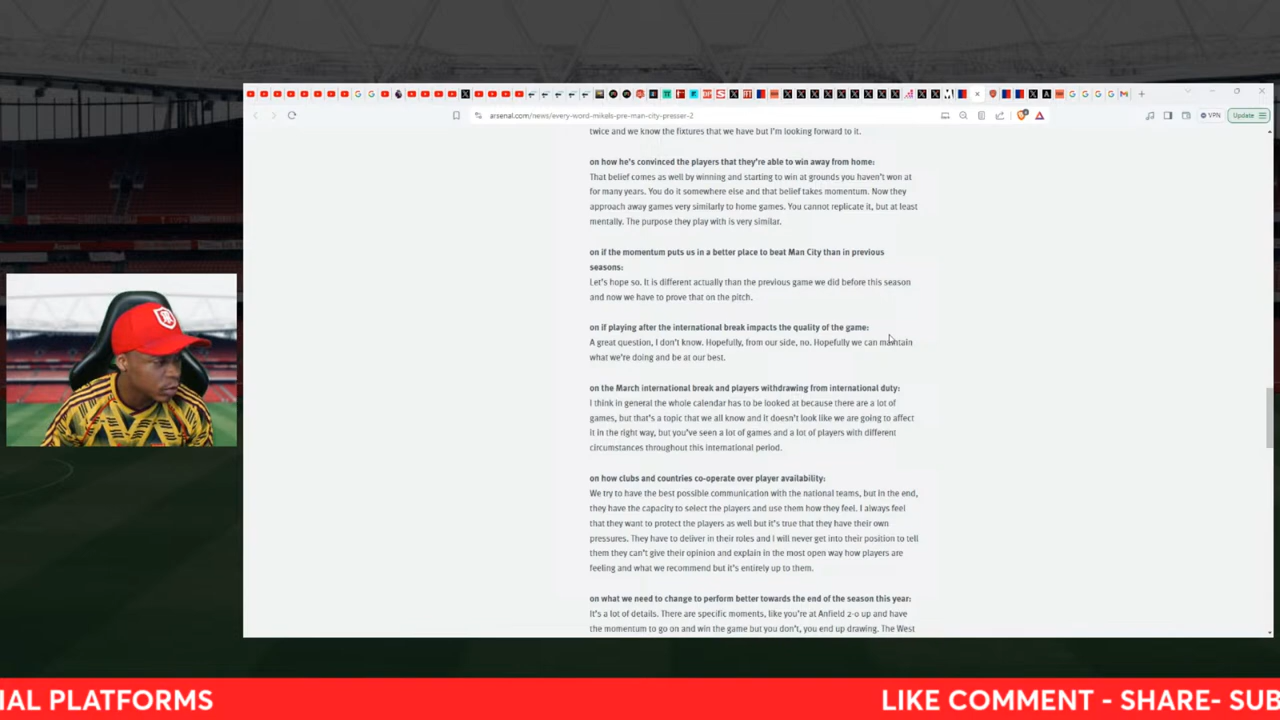 arsenal.com/news/every-word-mikels-pre-man-city-presser-2
VPN
Update
twice and we know the fixtures that we have but I'm looking forward to it.
on how he's convinced the players that they're able to win away from home:
That belief comes as well by winning and starting to win at grounds you haven't won at
for many years. You do it somewhere else and that belief takes momentum. Now they
approach away games very similarly to home games. You cannot replicate it, but at least
mentally. The purpose they play with is very similar.
on if the momentum puts us in a better place to beat Man City than in previous
seasons:
Let's hope so. It is different actually than the previous game we did before this season
and now we have to prove that on the pitch.
on if playing after the international break impacts the quality of the game:
A great question, I don't know. Hopefully, from our side, no. Hopefully we can maintain
what we're doing and be at our best.
on the March international break and players withdrawing from international duty:
I think in general the whole calendar has to be looked at because there are a lot of
games, but that's a topic that we all know and it doesn't look like we are going to affect
it in the right way, but you've seen a lot of games and a lot of players with different
circumstances throughout this international period.
on how clubs and countries co-operate over player availability:
We try to have the best possible communication with the national teams, but in the end,
they have the capacity to select the players and use them how they feel. I always feel
that they want to protect the players as well but it's true that they have their own
pressures. They have to deliver in their roles and I will never get into their position to tell
them they can't give their opinion and explain in the most open way how players are
feeling and what we recommend but it's entirely up to them.
on what we need to change to perform better towards the end of the season this year:
It's a lot of details. There are specific moments, like you're at Anfield 2-0 up and have
the momentum to go on and win the game but you don't, you end up drawing. The West
IAL PLATFORMS
LIKE COMMENT - SHARE- SUB